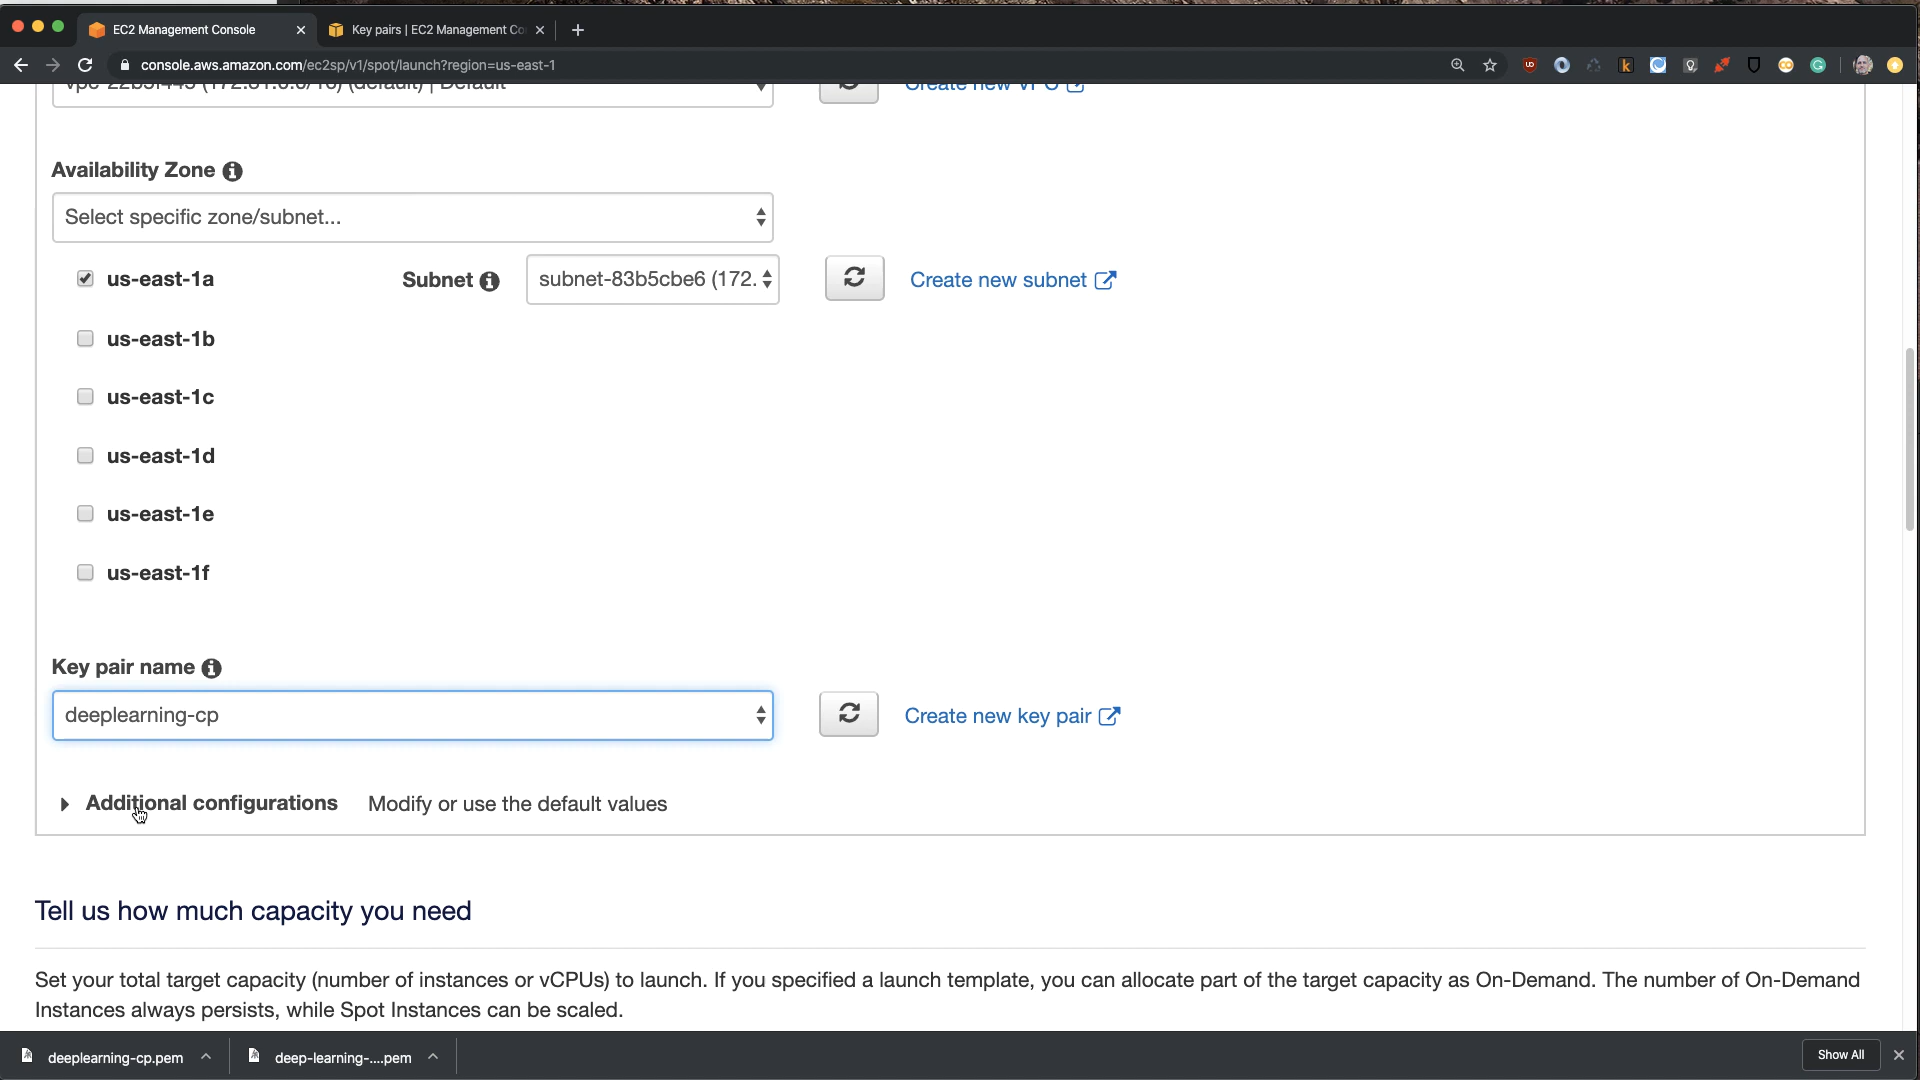 EC2 Management Console
Key pairs | EC2 Management Co
console.aws.amazon.com/ec2sp/v1/spot/launch?region=us-east-1
(default) | Default
Create new VPC
Availability Zone
Select specific zone/subnet...
us-east-1a
Subnet
subnet-83b5cbe6 (172.
Create new subnet
us-east-1b
us-east-1c
us-east-1d
us-east-1e
us-east-1f
Key pair name
deeplearning-cp
Create new key pair
Additional configurations Modify or use the default values
Tell us how much capacity you need
Set your total target capacity (number of instances or vCPUs) to launch. If you specified a launch template, you can allocate part of the target capacity as On-Demand. The number of On-Demand
Instances always persists, while Spot Instances can be scaled.
deeplearning-cp.pem
deep-learning-....pem
Show All